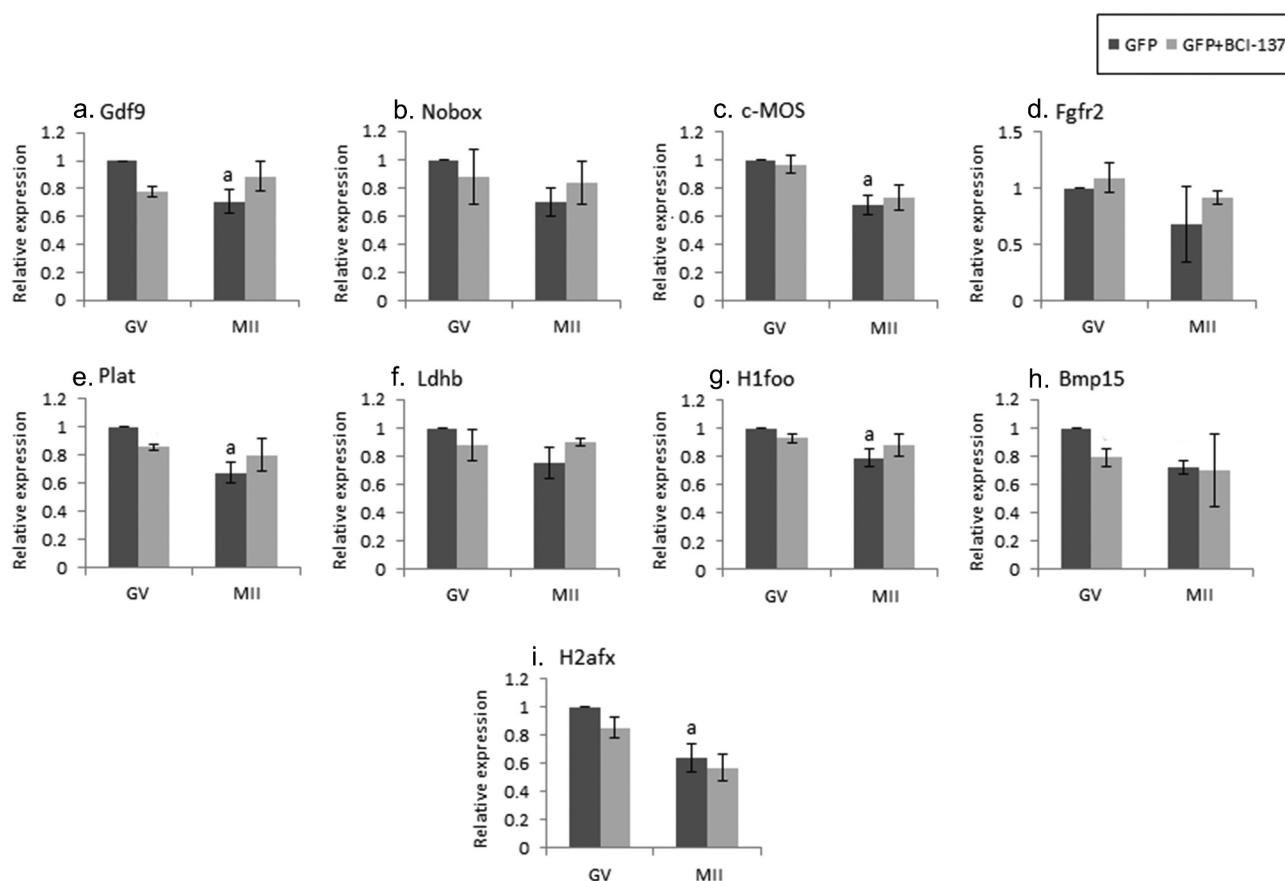 GFP GFP+BCI-137
a. Gdf9
Relative expression
1.2
1
0.8
0.6
0.4
0.2
0
a
GV MII
b. Nobox
Relative expression
1.2
1
0.8
0.6
0.4
0.2
0
GV MII
c. c-MOS
Relative expression
1.2
1
0.8
0.6
0.4
0.2
0
a
GV MII
d. Fgfr2
Relative expression
1.5
1
0.5
0
GV MII
e. Plat
Relative expression
1.2
1
0.8
0.6
0.4
0.2
0
a
GV MII
f. Ldhb
Relative expression
1.2
1
0.8
0.6
0.4
0.2
0
GV MII
g. H1foo
Relative expression
1.2
1
0.8
0.6
0.4
0.2
0
a
GV MII
h. Bmp15
Relative expression
1.2
1
0.8
0.6
0.4
0.2
0
GV MII
i. H2afx
Relative expression
1.2
1
0.8
0.6
0.4
0.2
0
a
GV MII